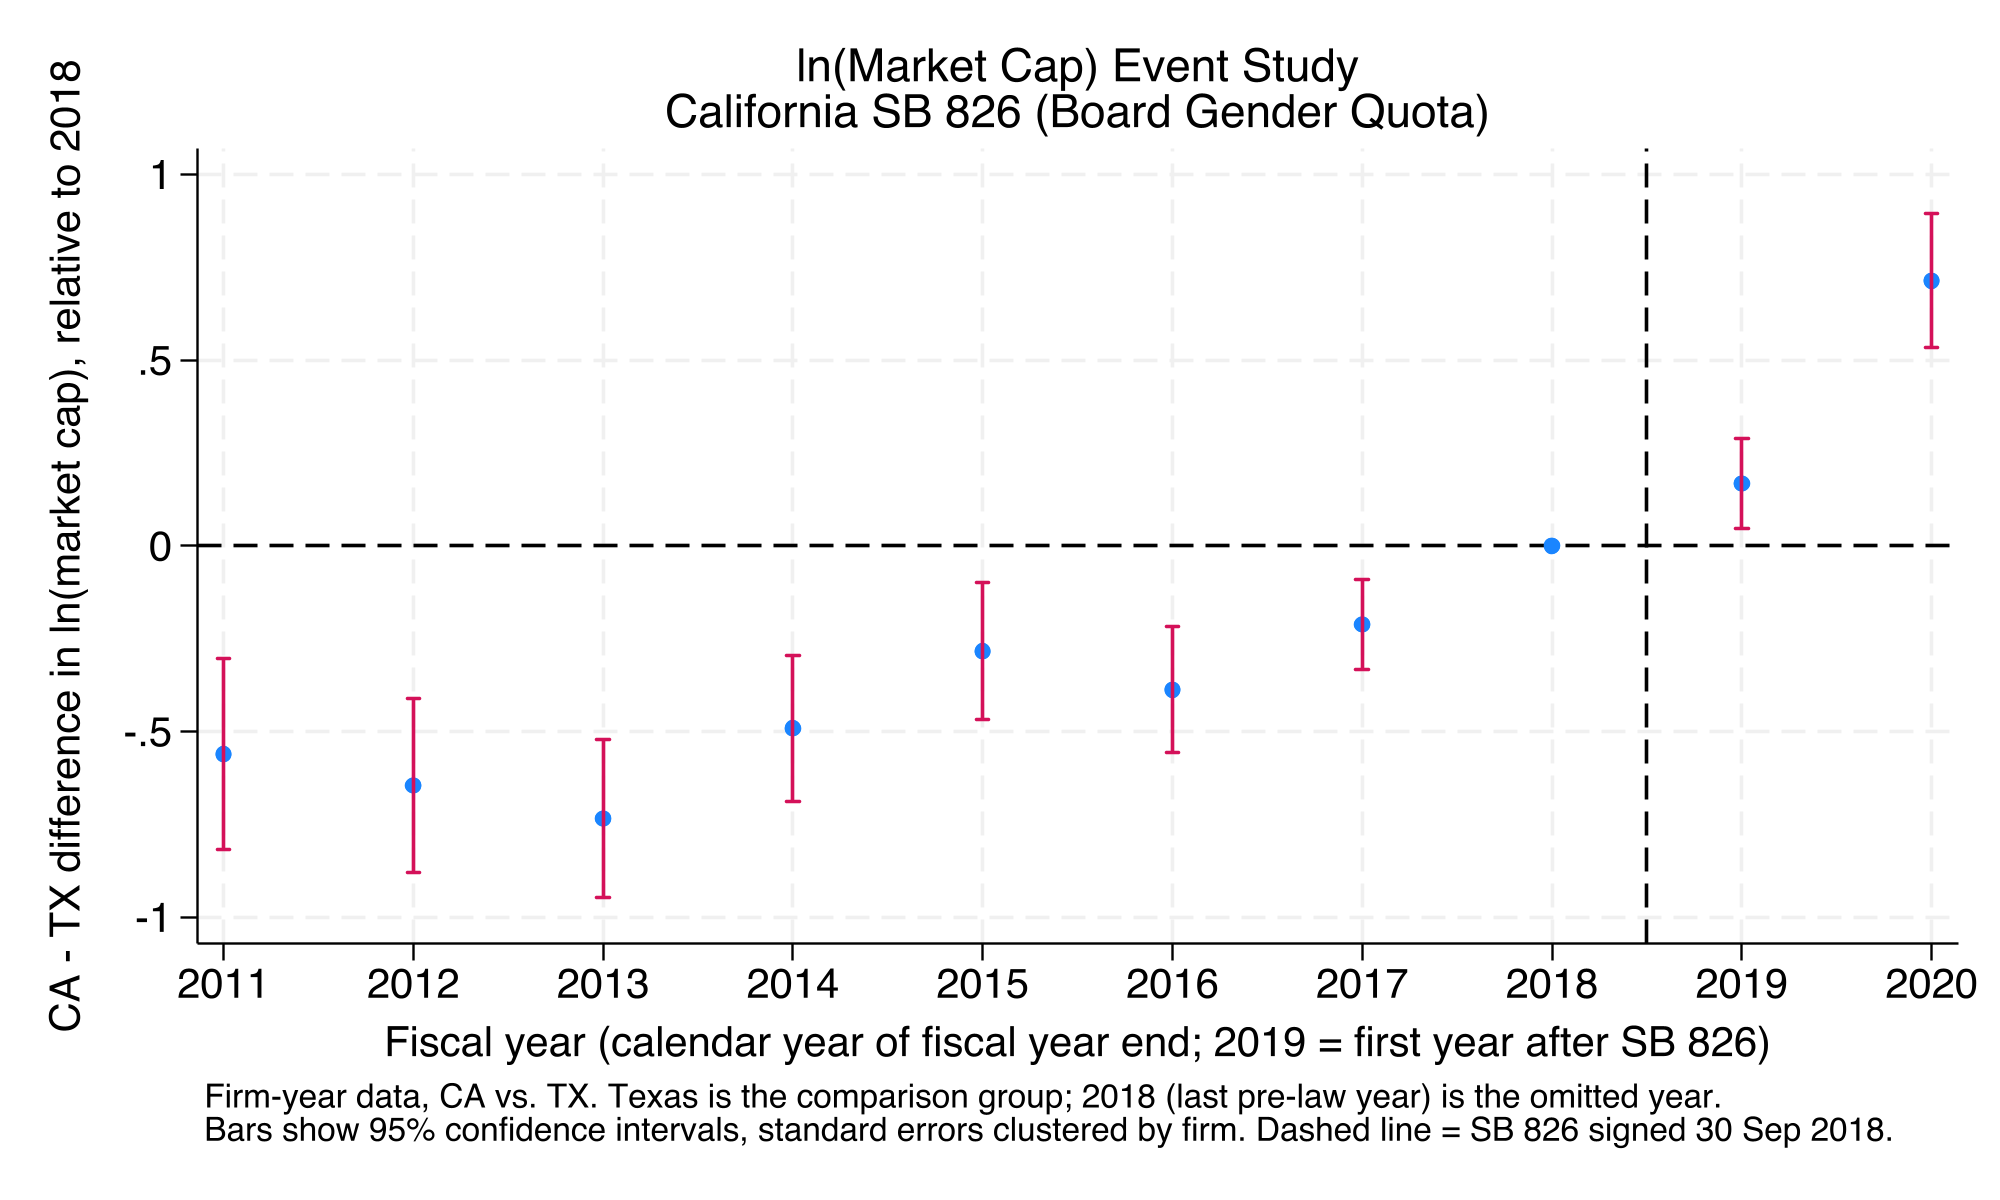 ln(Market Cap) Event Study
California SB 826 (Board Gender Quota)
CA - TX difference in ln(market cap), relative to 2018
1
.5
0
-.5
-1
2011 2012 2013 2014 2015 2016 2017 2018 2019 2020
Fiscal year (calendar year of fiscal year end; 2019 = first year after SB 826)
Firm-year data, CA vs. TX. Texas is the comparison group; 2018 (last pre-law year) is the omitted year.
Bars show 95% confidence intervals, standard errors clustered by firm. Dashed line = SB 826 signed 30 Sep 2018.